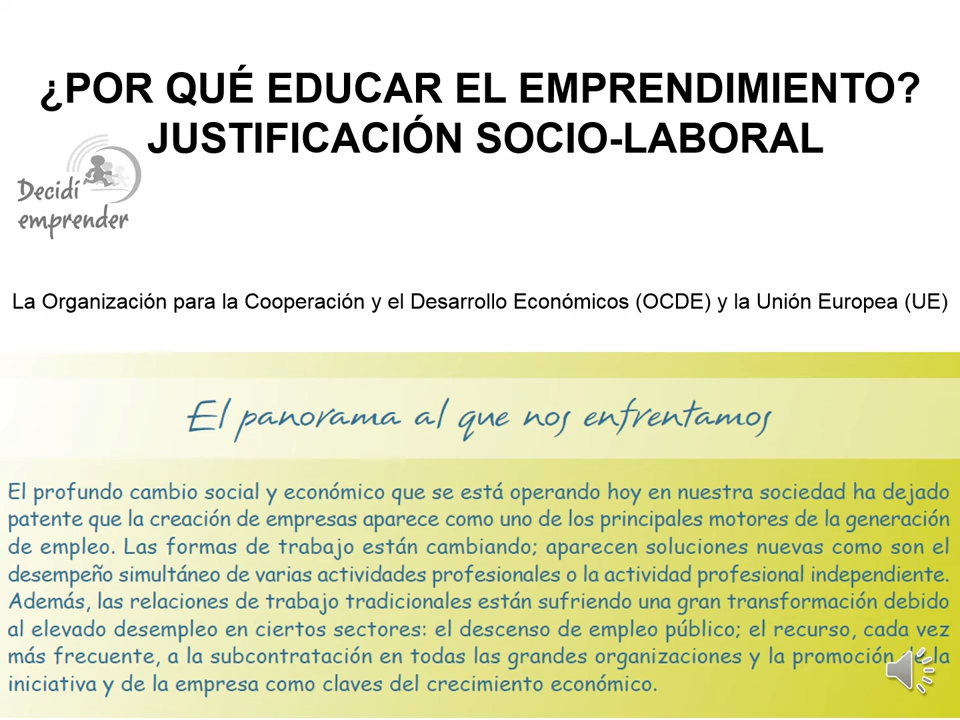 ¿POR QUÉ EDUCAR EL EMPRENDIMIENTO?
JUSTIFICACIÓN SOCIO-LABORAL
Decidí
emprender
La Organización para la Cooperación y el Desarrollo Económicos (OCDE) y la Unión Europea (UE)
El panorama al que nos enfrentamos
El profundo cambio social y económico que se está operando hoy en nuestra sociedad ha dejado
patente que la creación de empresas aparece como uno de los principales motores de la generación
de empleo. Las formas de trabajo están cambiando; aparecen soluciones nuevas como son el
desempeño simultáneo de varias actividades profesionales o la actividad profesional independiente.
Además, las relaciones de trabajo tradicionales están sufriendo una gran transformación debido
al elevado desempleo en ciertos sectores: el descenso de empleo público; el recurso, cada vez
más frecuente, a la subcontratación en todas las grandes organizaciones y la promoción de la
iniciativa y de la empresa como claves del crecimiento económico.